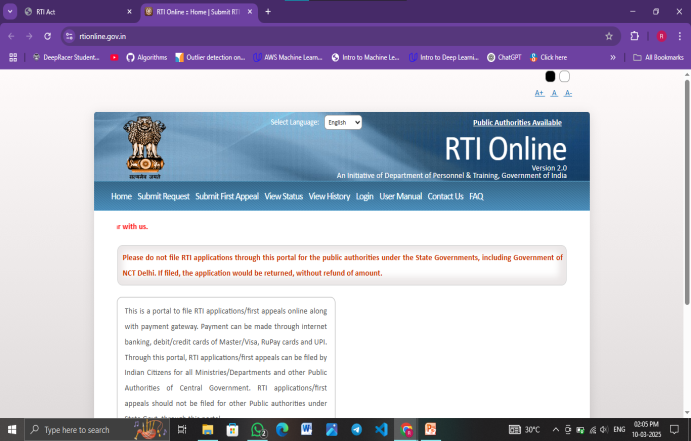 RTI Act
RTI Online :: Home | Submit RTI
rtionline.gov.in
R
DeepRacer Student...
Algorithms
Outlier detection on...
AWS Machine Learn...
Intro to Machine Le...
Intro to Deep Learni...
ChatGPT
Click here
All Bookmarks
A+ A A-
Select Language: English
Public Authorities Available
RTI Online
Version 2.0
An Initiative of Department of Personnel & Training, Government of India
सत्यमेव जयते
Home Submit Request Submit First Appeal View Status View History Login User Manual Contact Us FAQ
r with us.
Please do not file RTI applications through this portal for the public authorities under the State Governments, including Government of
NCT Delhi. If filed, the application would be returned, without refund of amount.
This is a portal to file RTI applications/first appeals online along
with payment gateway. Payment can be made through internet
banking, debit/credit cards of Master/Visa, RuPay cards and UPI.
Through this portal, RTI applications/first appeals can be filed by
Indian Citizens for all Ministries/Departments and other Public
Authorities of Central Government. RTI applications/first
appeals should not be filed for other Public Authorities under
State Govt. through this portal.
Type here to search
2
30°C
ENG
02:05 PM
10-03-2025